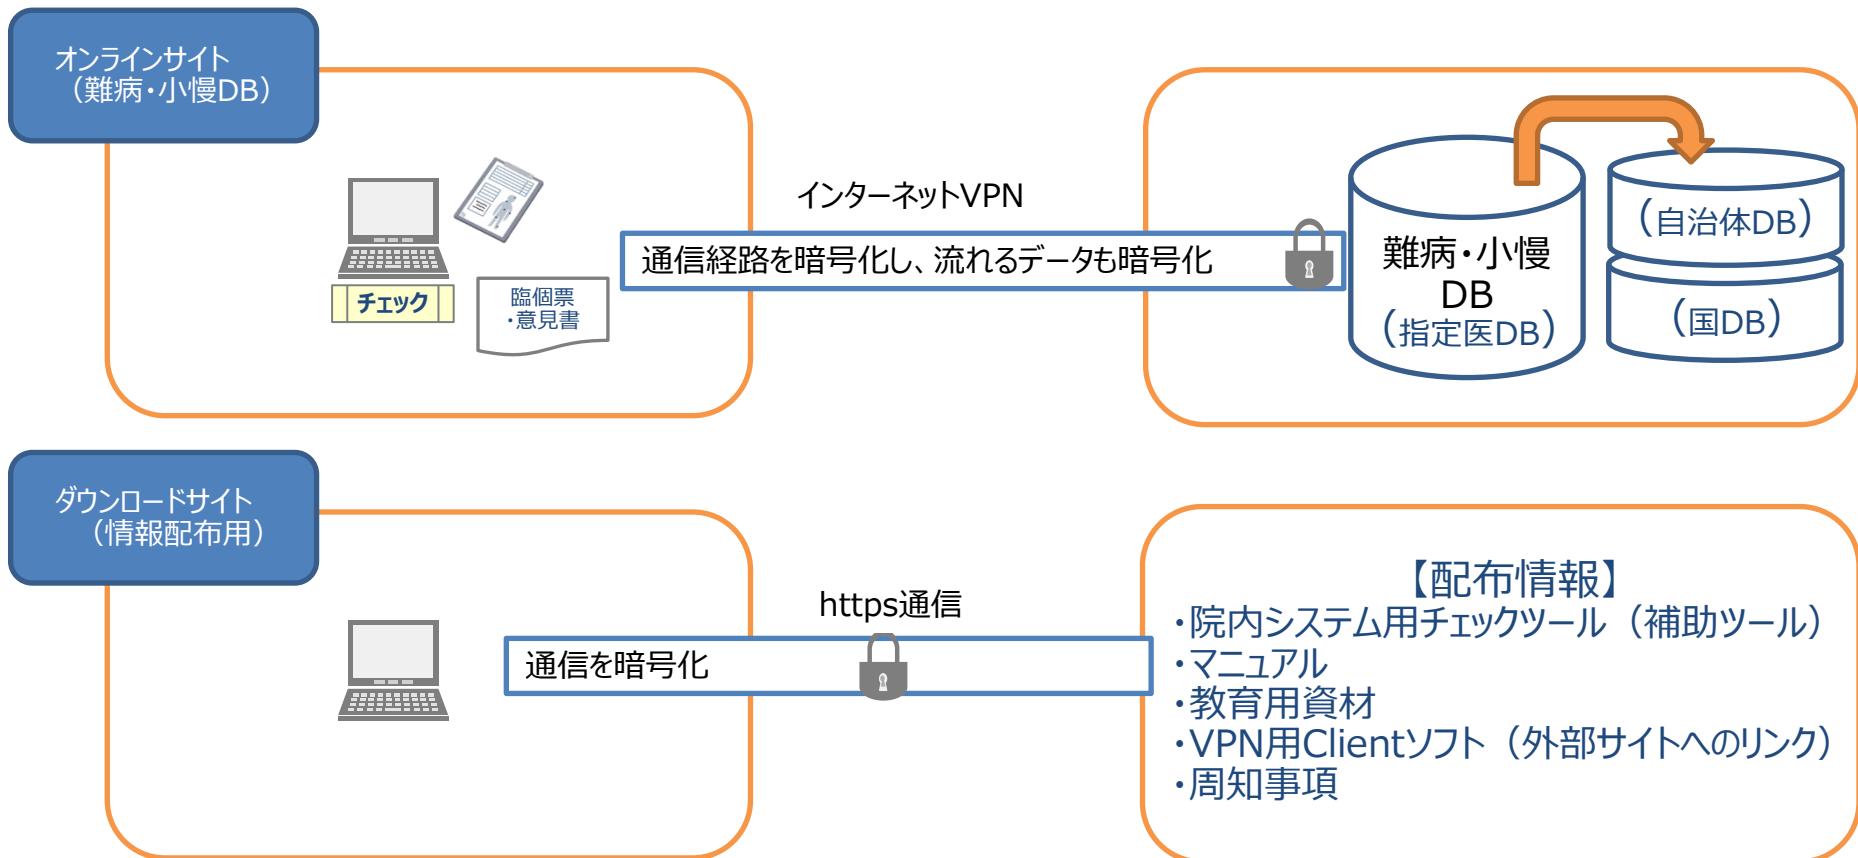 オンラインサイト
（難病・小慢DB）
インターネットVPN
通信経路を暗号化し、流れるデータも暗号化
チェック
臨個票
・意見書
難病・小慢
DB
（指定医DB）
（自治体DB）
（国DB）
ダウンロードサイト
（情報配布用）
https通信
通信を暗号化
【配布情報】
・院内システム用チェックツール（補助ツール）
・マニュアル
・教育用資材
・VPN用Clientソフト（外部サイトへのリンク）
・周知事項